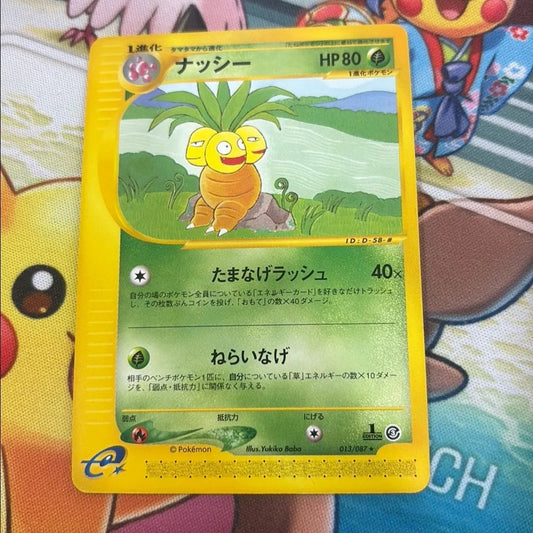 1進化
タマタマから進化
ナッシー
HP80
1進化ポケモン
ID:D-58-#
たまなげラッシュ 40×
自分の場のポケモン全員についている「エネルギーカード」を好きなだけトラッシュ
し、その枚数ぶんコインを投げ、「おもて」の数×40ダメージ。
ねらいなげ
相手のベンチポケモン1匹に、自分についている「草」エネルギーの数×10ダメージ
を、「弱点・抵抗力」に関係なく与える。
弱点 抵抗力 にげる
1 EDITION
©Pokémon
Illus.Yukiko Baba
013/087★
e
CH